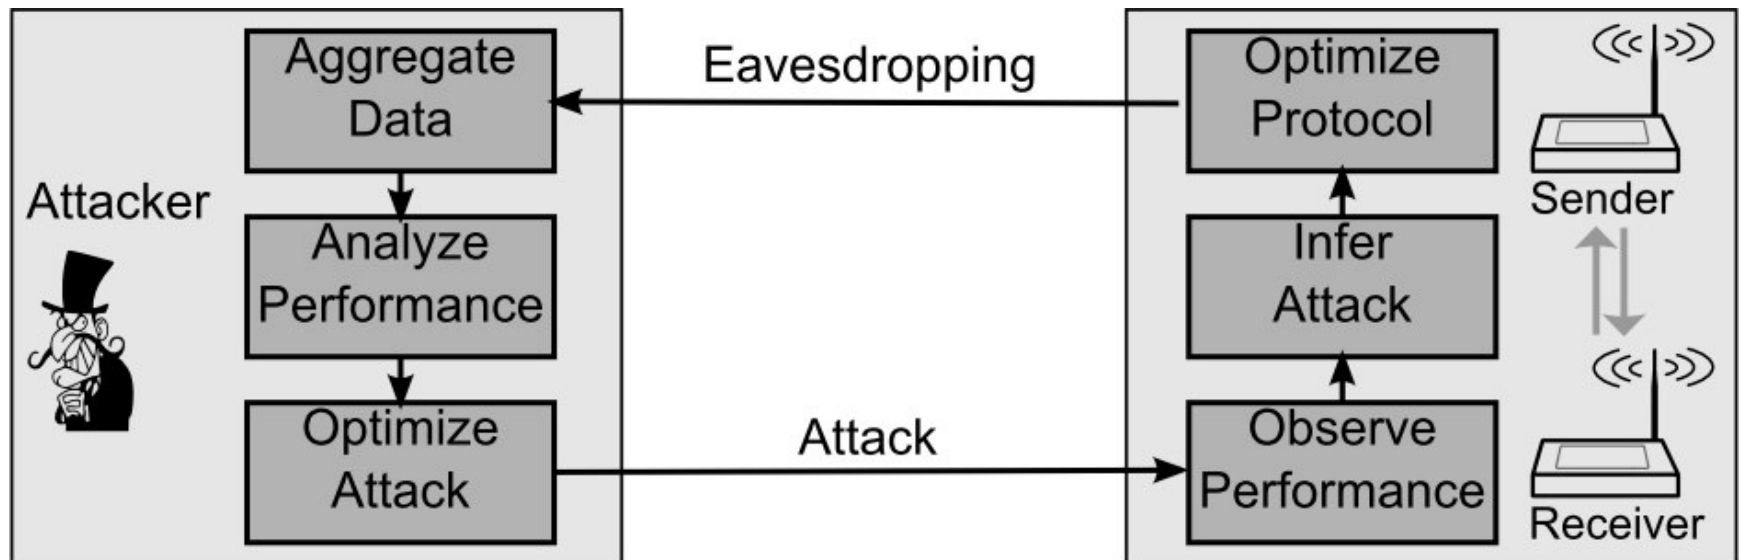 Attacker
Aggregate
Data
Analyze
Performance
Optimize
Attack
Eavesdropping
Attack
Optimize
Protocol
Infer
Attack
Observe
Performance
Sender
Receiver